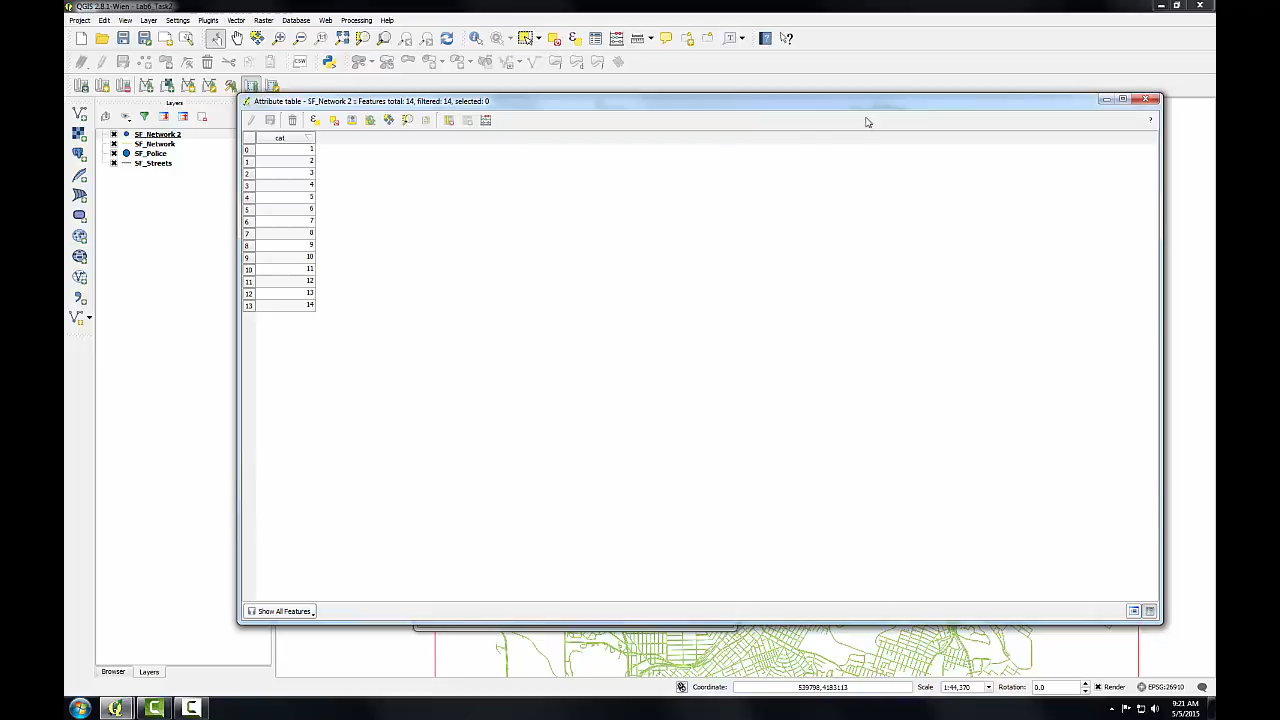 QGIS 2.8.1-Wien - Lab6_Task2
Project Edit View Layer Settings Plugins Vector Raster Database Web Processing Help
CSW
Layers
SF_Network 2
SF_Network
SF_Police
SF_Streets
Attribute table - SF_Network 2 :: Features total: 14, filtered: 14, selected: 0
?
cat
0 1
1 2
2 3
3 4
4 5
5 6
6 7
7 8
8 9
9 10
10 11
11 12
12 13
13 14
Show All Features
Browser Layers
Coordinate: 539798,4183113 Scale 1:44,370 Rotation: 0.0 Render EPSG:26910
9:21 AM
5/5/2015